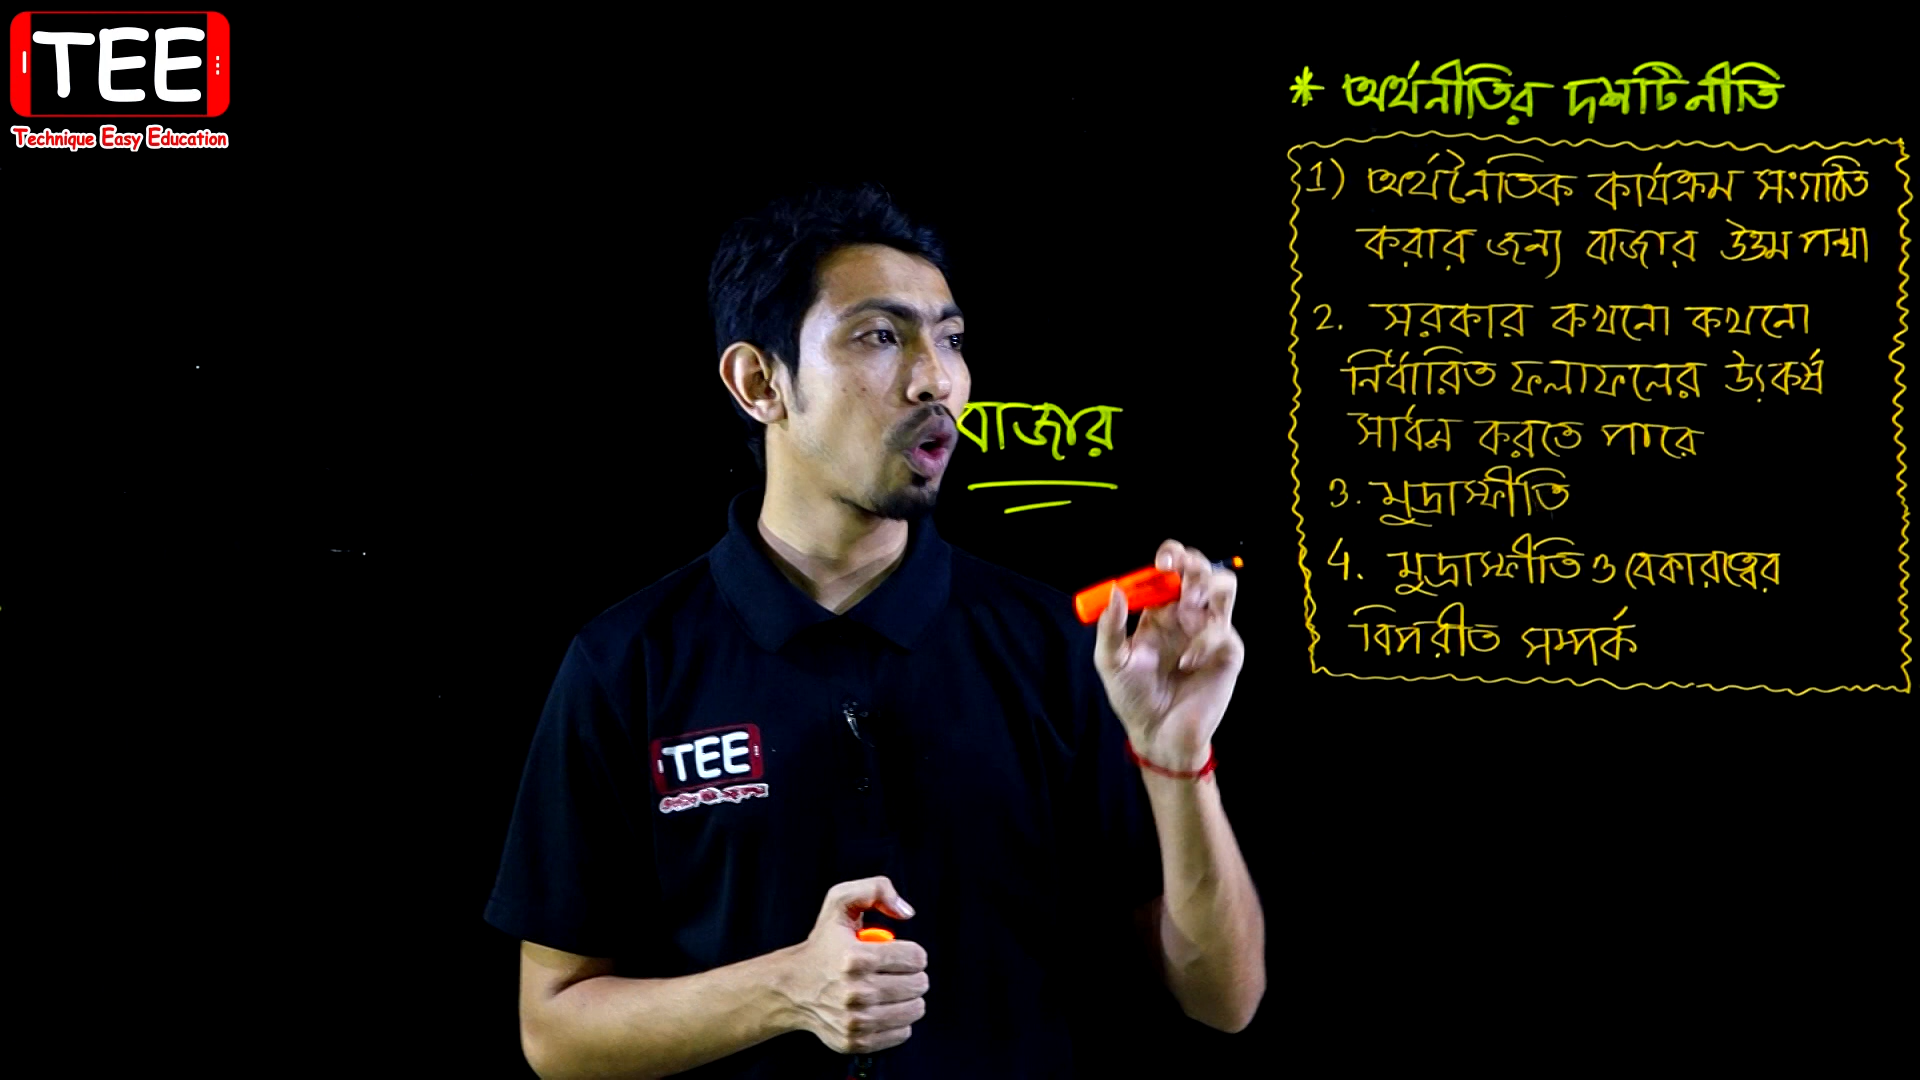 TEE
Technique Easy Education
* অর্থনীতির দশটি নীতি
1) অর্থনৈতিক কার্যক্রম সংগঠিত
করার জন্য বাজার উত্তম পন্থা
2. সরকার কখনো কখনো
নির্ধারিত ফলাফলের উৎকর্ষ
সাধন করতে পারে
3. মুদ্রাস্ফীতি
4. মুদ্রাস্ফীতি ও বেকারত্বের
বিপরীত সম্পর্ক
বাজার
TEE